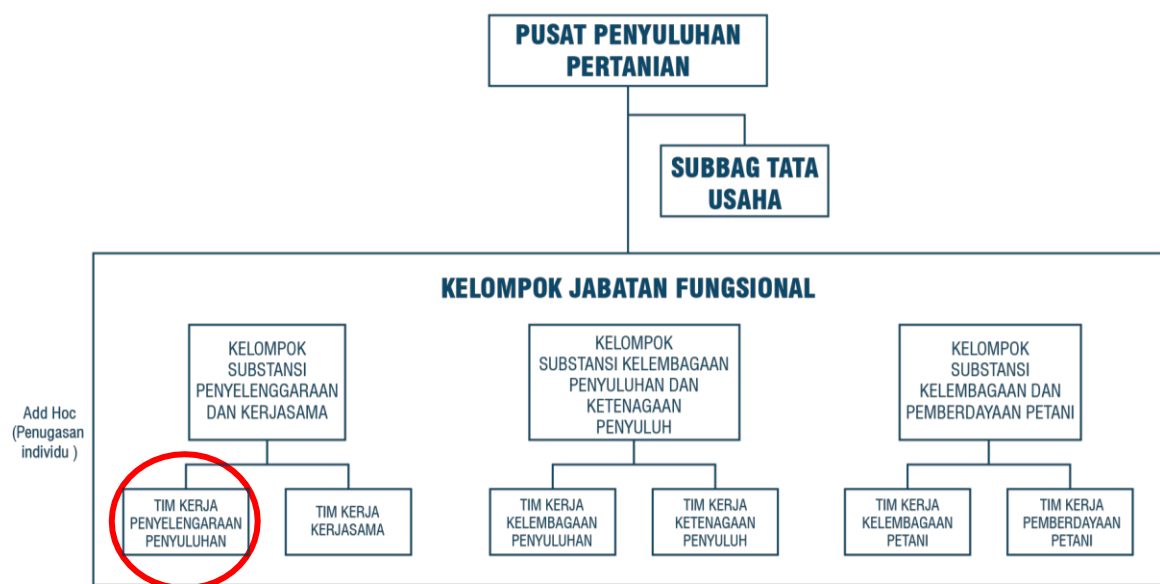 PUSAT PENYULUHAN
PERTANIAN
SUBBAG TATA
USAHA
KELOMPOK JABATAN FUNGSIONAL
KELOMPOK
SUBSTANSI
PENYELENGGARAAN
DAN KERJASAMA
KELOMPOK
SUBSTANSI KELEMBAGAAN
PENYULUHAN DAN
KETENAGAAN
PENYULUH
KELOMPOK
SUBSTANSI
KELEMBAGAAN DAN
PEMBERDAYAAN PETANI
Add Hoc
(Penugasan
individu )
TIM KERJA
PENYELENGARAAN
PENYULUHAN
TIM KERJA
KERJASAMA
TIM KERJA
KELEMBAGAAN
PENYULUHAN
TIM KERJA
KETENAGAAN
PENYULUH
TIM KERJA
KELEMBAGAAN
PETANI
TIM KERJA
PEMBERDAYAAN
PETANI